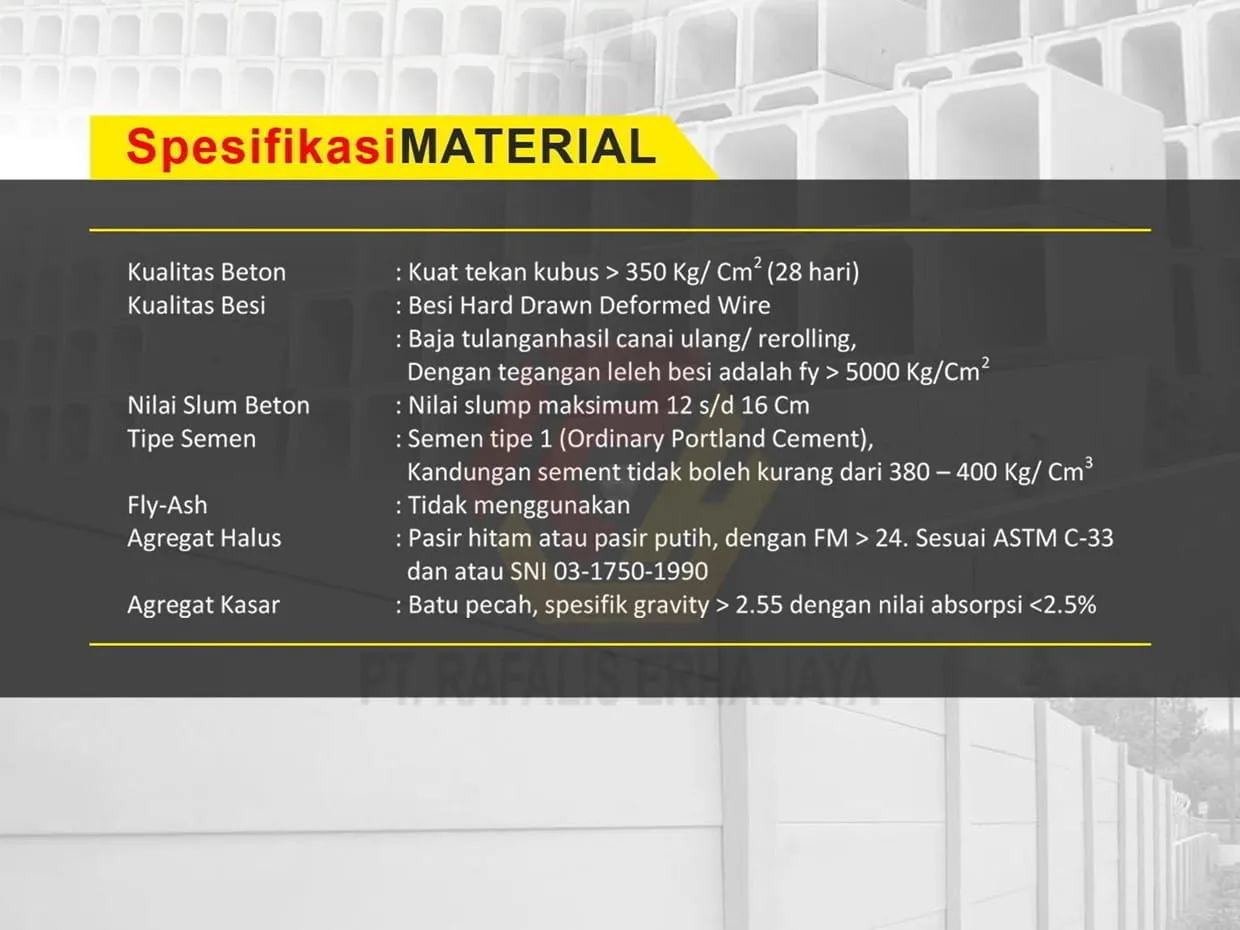 SpesifikasiMATERIAL
Kualitas Beton : Kuat tekan kubus > 350 Kg/ Cm² (28 hari)
Kualitas Besi : Besi Hard Drawn Deformed Wire
: Baja tulanganhasil canai ulang/ rerolling,
Dengan tegangan leleh besi adalah fy > 5000 Kg/Cm²
Nilai Slum Beton : Nilai slump maksimum 12 s/d 16 Cm
Tipe Semen : Semen tipe 1 (Ordinary Portland Cement),
Kandungan sement tidak boleh kurang dari 380 – 400 Kg/ Cm³
Fly-Ash : Tidak menggunakan
Agregat Halus : Pasir hitam atau pasir putih, dengan FM > 24. Sesuai ASTM C-33
dan atau SNI 03-1750-1990
Agregat Kasar : Batu pecah, spesifik gravity > 2.55 dengan nilai absorpsi <2.5%
PT. RAFALIS ERHA JAYA